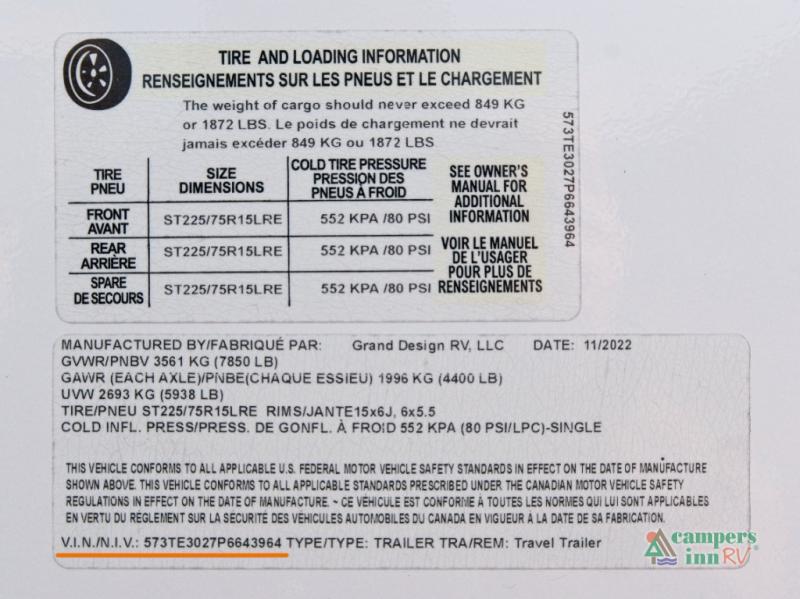 TIRE AND LOADING INFORMATION
RENSEIGNEMENTS SUR LES PNEUS ET LE CHARGEMENT
The weight of cargo should never exceed 849 KG
or 1872 LBS. Le poids de chargement ne devrait
jamais excéder 849 KG ou 1872 LBS
TIRE
PNEU
SIZE
DIMENSIONS
COLD TIRE PRESSURE
PRESSION DES
PNEUS À FROID
SEE OWNER'S
MANUAL FOR
ADDITIONAL
INFORMATION
FRONT
AVANT
ST225/75R15LRE
552 KPA /80 PSI
REAR
ARRIÈRE
ST225/75R15LRE
552 KPA /80 PSI
VOIR LE MANUEL
DE L'USAGER
POUR PLUS DE
RENSEIGNEMENTS
SPARE
DE SECOURS
ST225/75R15LRE
552 KPA /80 PSI
573TE3027P6643964
MANUFACTURED BY/FABRIQUÉ PAR: Grand Design RV, LLC DATE: 11/2022
GVWR/PNBV 3561 KG (7850 LB)
GAWR (EACH AXLE)/PNBE(CHAQUE ESSIEU) 1996 KG (4400 LB)
UVW 2693 KG (5938 LB)
TIRE/PNEU ST225/75R15LRE RIMS/JANTE15x6J, 6x5.5
COLD INFL. PRESS/PRESS. DE GONFL. À FROID 552 KPA (80 PSI/LPC)-SINGLE
THIS VEHICLE CONFORMS TO ALL APPLICABLE U.S. FEDERAL MOTOR VEHICLE SAFETY STANDARDS IN EFFECT ON THE DATE OF MANUFACTURE
SHOWN ABOVE. THIS VEHICLE CONFORMS TO ALL APPLICABLE STANDARDS PRESCRIBED UNDER THE CANADIAN MOTOR VEHICLE SAFETY
REGULATIONS IN EFFECT ON THE DATE OF MANUFACTURE. ~ CE VÉHICULE EST CONFORME À TOUTES LES NORMES QUI LUI SONT APPLICABLES
EN VERTU DU RÈGLEMENT SUR LA SÉCURITÉ DES VÉHICULES AUTOMOBILES DU CANADA EN VIGUEUR À LA DATE DE SA FABRICATION.
V.I.N./N.I.V.: 573TE3027P6643964 TYPE/TYPE: TRAILER TRA/REM: Travel Trailer
campers
inn RV